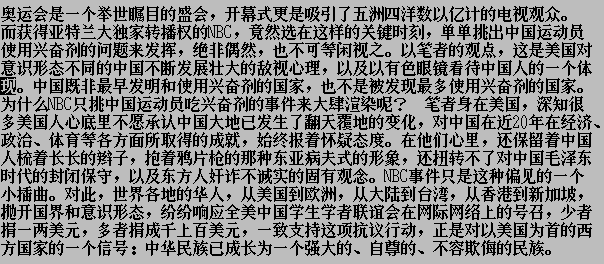 奥运会是一个举世瞩目的盛会，开幕式更是吸引了五洲四洋数以亿计的电视观众。
而获得亚特兰大独家转播权的NBC，竟然选在这样的关键时刻，单单挑出中国运动员
使用兴奋剂的问题来发挥，绝非偶然，也不可等闲视之。以笔者的观点，这是美国对
意识形态不同的中国不断发展壮大的敌视心理，以及以有色眼镜看待中国人的一个体
现。中国既非最早发明和使用兴奋剂的国家，也不是被发现最多使用兴奋剂的国家。
为什么NBC只挑中国运动员吃兴奋剂的事件来大肆渲染呢？ 笔者身在美国，深知很
多美国人心底里不愿承认中国大地已发生了翻天覆地的变化，对中国在近20年在经济、
政治、体育等各方面所取得的成就，始终报着怀疑态度。在他们心里，还保留着中国
人梳着长长的辫子，抢着鸦片枪的那种东亚病夫式的形象，还扭转不了对中国毛泽东
时代的封闭保守，以及东方人奸诈不诚实的固有观念。NBC事件只是这种偏见的一个
小插曲。对此，世界各地的华人，从美国到欧洲，从大陆到台湾，从香港到新加坡，
抛开国界和意识形态，纷纷响应全美中国学生学者联谊会在网际网络上的号召，少者
捐一两美元，多者捐成千上百美元，一致支持这项抗议行动，正是对以美国为首的西
方国家的一个信号：中华民族已成为一个强大的、自尊的、不容欺侮的民族。